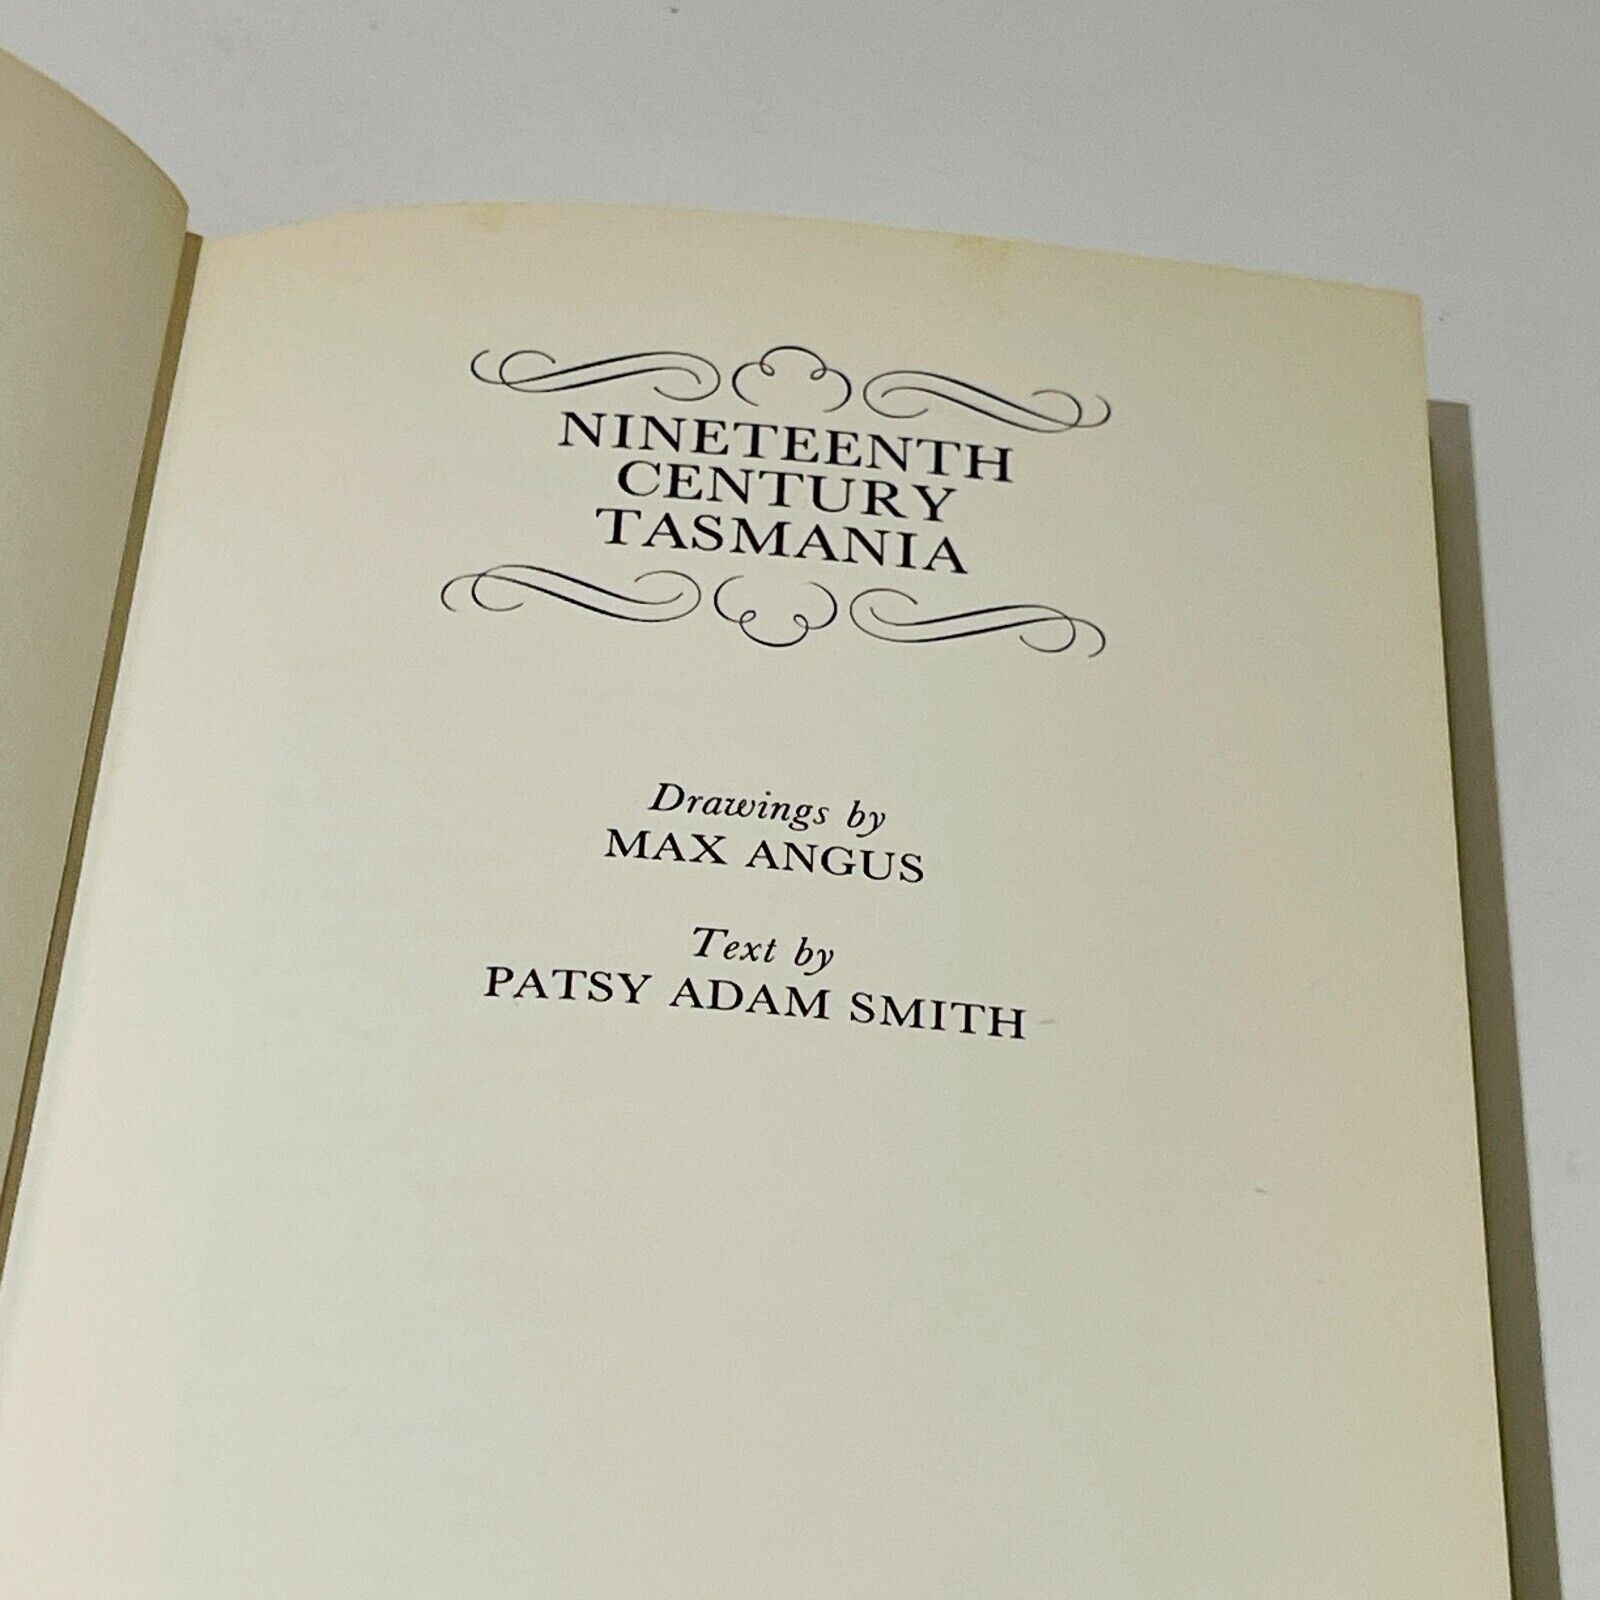 NINETEENTH
CENTURY
TASMANIA
Drawings by
MAX ANGUS
Text by
PATSY ADAM SMITH